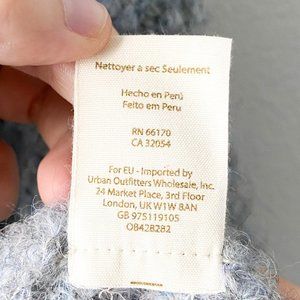 Nettoyer a sec Seulement
Hecho en Perú
Feito em Peru
RN 66170
CA 32054
For EU - Imported by
Urban Outfitters Wholesale, Inc.
24 Market Place, 3rd Floor
London, UK W1W 8AN
GB 975119105
OB428282